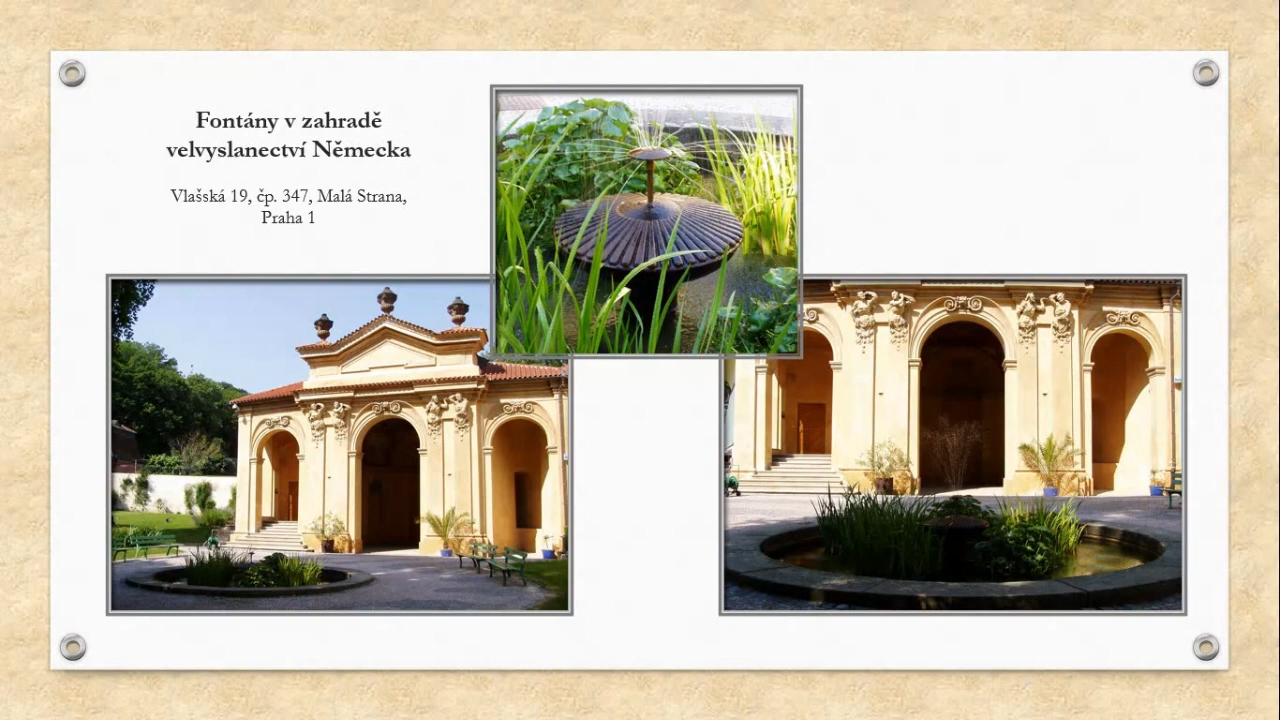 Fontány v zahradě
velvyslanectví Německa
Vlašská 19, čp. 347, Malá Strana,
Praha 1